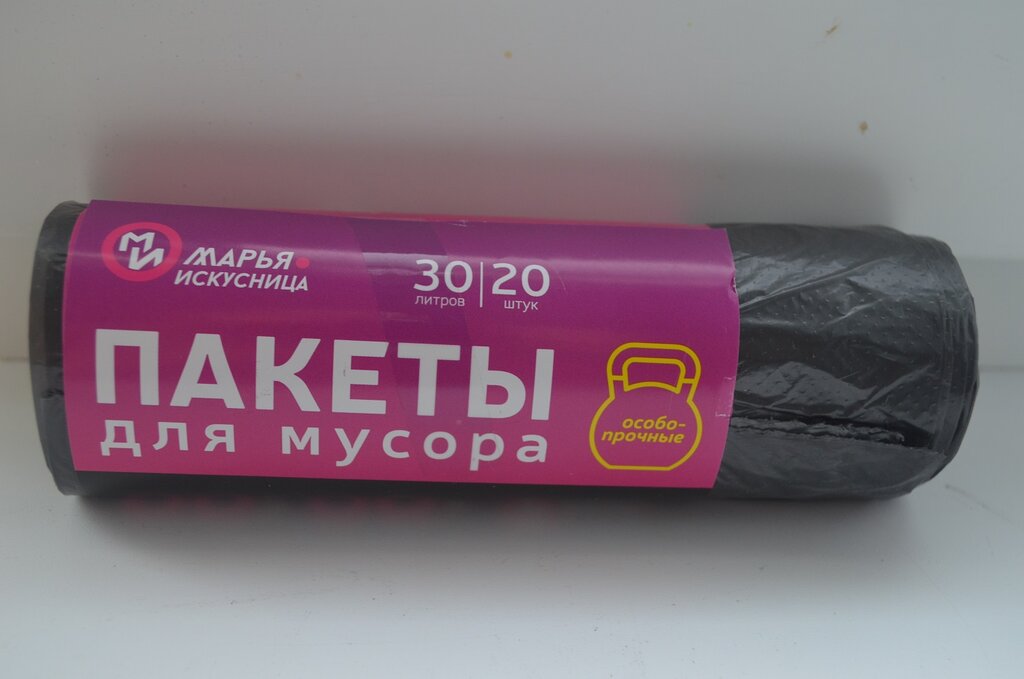 МИ
МАРЬЯ
ИСКУСНИЦА
30 | 20
литров штук
ПАКЕТЫ
для мусора
особо-
прочные